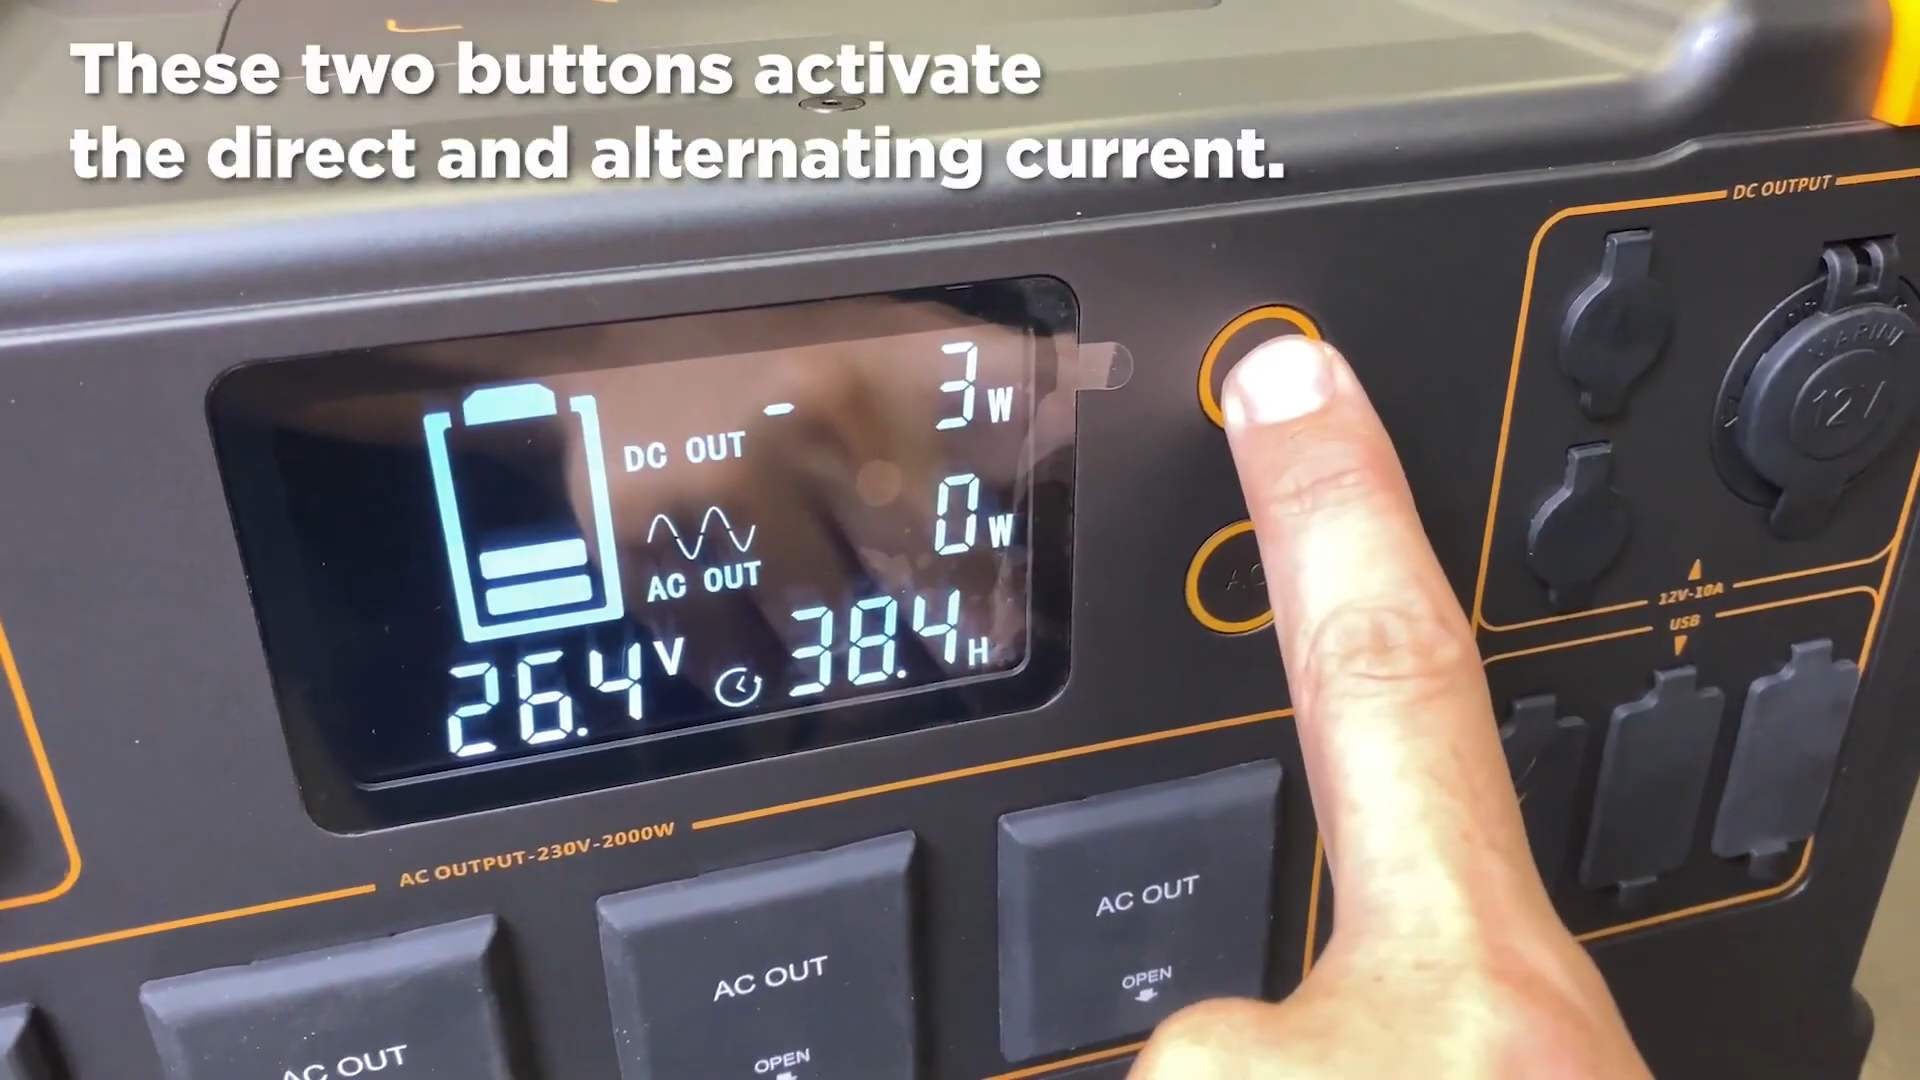 These two buttons activate
the direct and alternating current.
DC OUTPUT
- 3W
DC OUT
0W
AC OUT
26.4V 38.4H
12V
12V-10A
USB
AC OUTPUT-230V-2000W
AC OUT
OPEN
AC OUT
OPEN
AC OUT